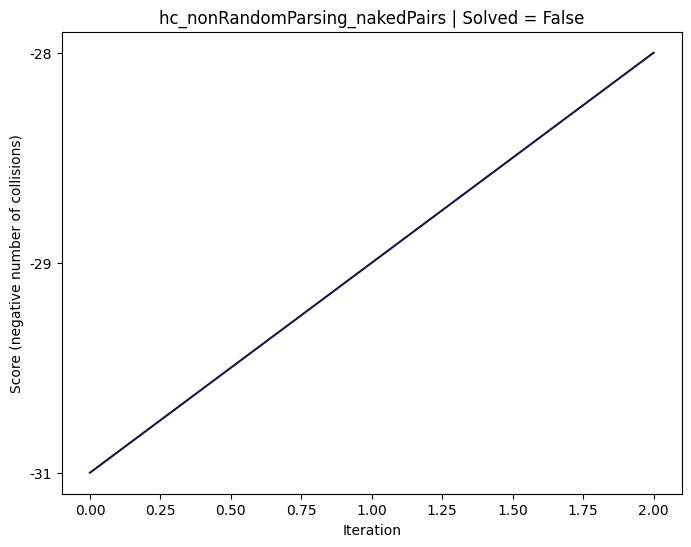 hc_nonRandomParsing_nakedPairs | Solved = False
Score (negative number of collisions)
-28
-29
-31
0.00 0.25 0.50 0.75 1.00 1.25 1.50 1.75 2.00
Iteration